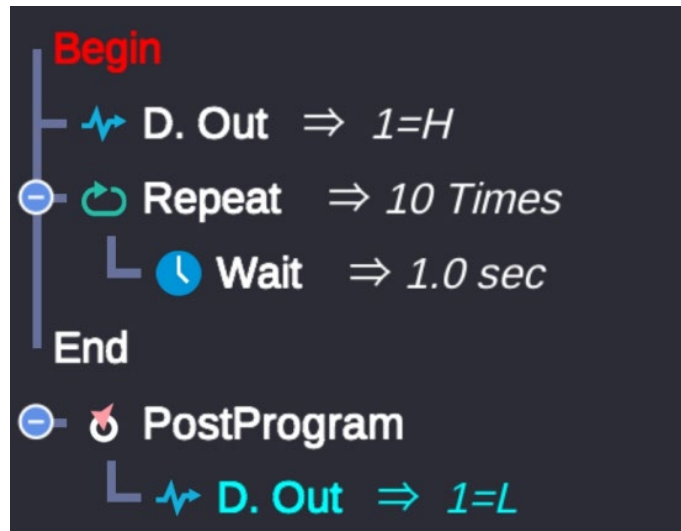 Begin
D. Out ⇒ 1=H
Repeat ⇒ 10 Times
Wait ⇒ 1.0 sec
End
PostProgram
D. Out ⇒ 1=L